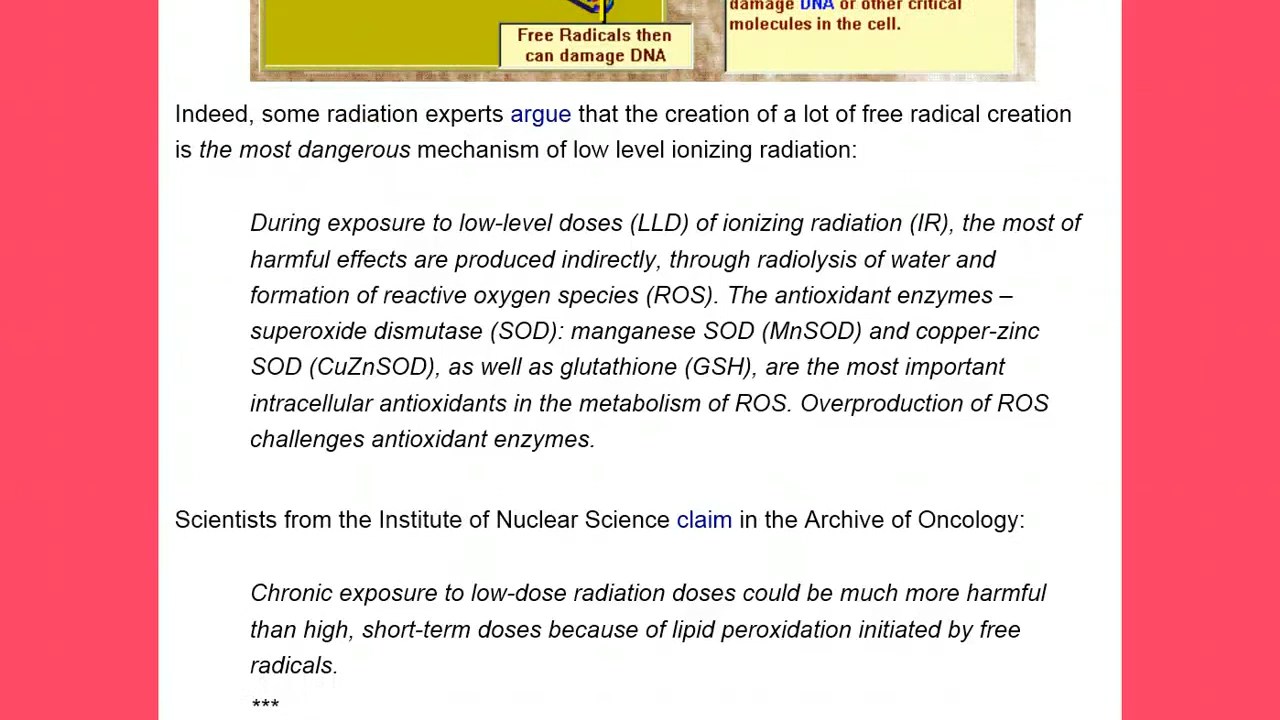 Free Radicals then
can damage DNA
damage DNA or other critical
molecules in the cell.
Indeed, some radiation experts argue that the creation of a lot of free radical creation
is the most dangerous mechanism of low level ionizing radiation:
During exposure to low-level doses (LLD) of ionizing radiation (IR), the most of
harmful effects are produced indirectly, through radiolysis of water and
formation of reactive oxygen species (ROS). The antioxidant enzymes –
superoxide dismutase (SOD): manganese SOD (MnSOD) and copper-zinc
SOD (CuZnSOD), as well as glutathione (GSH), are the most important
intracellular antioxidants in the metabolism of ROS. Overproduction of ROS
challenges antioxidant enzymes.
Scientists from the Institute of Nuclear Science claim in the Archive of Oncology:
Chronic exposure to low-dose radiation doses could be much more harmful
than high, short-term doses because of lipid peroxidation initiated by free
radicals.
***